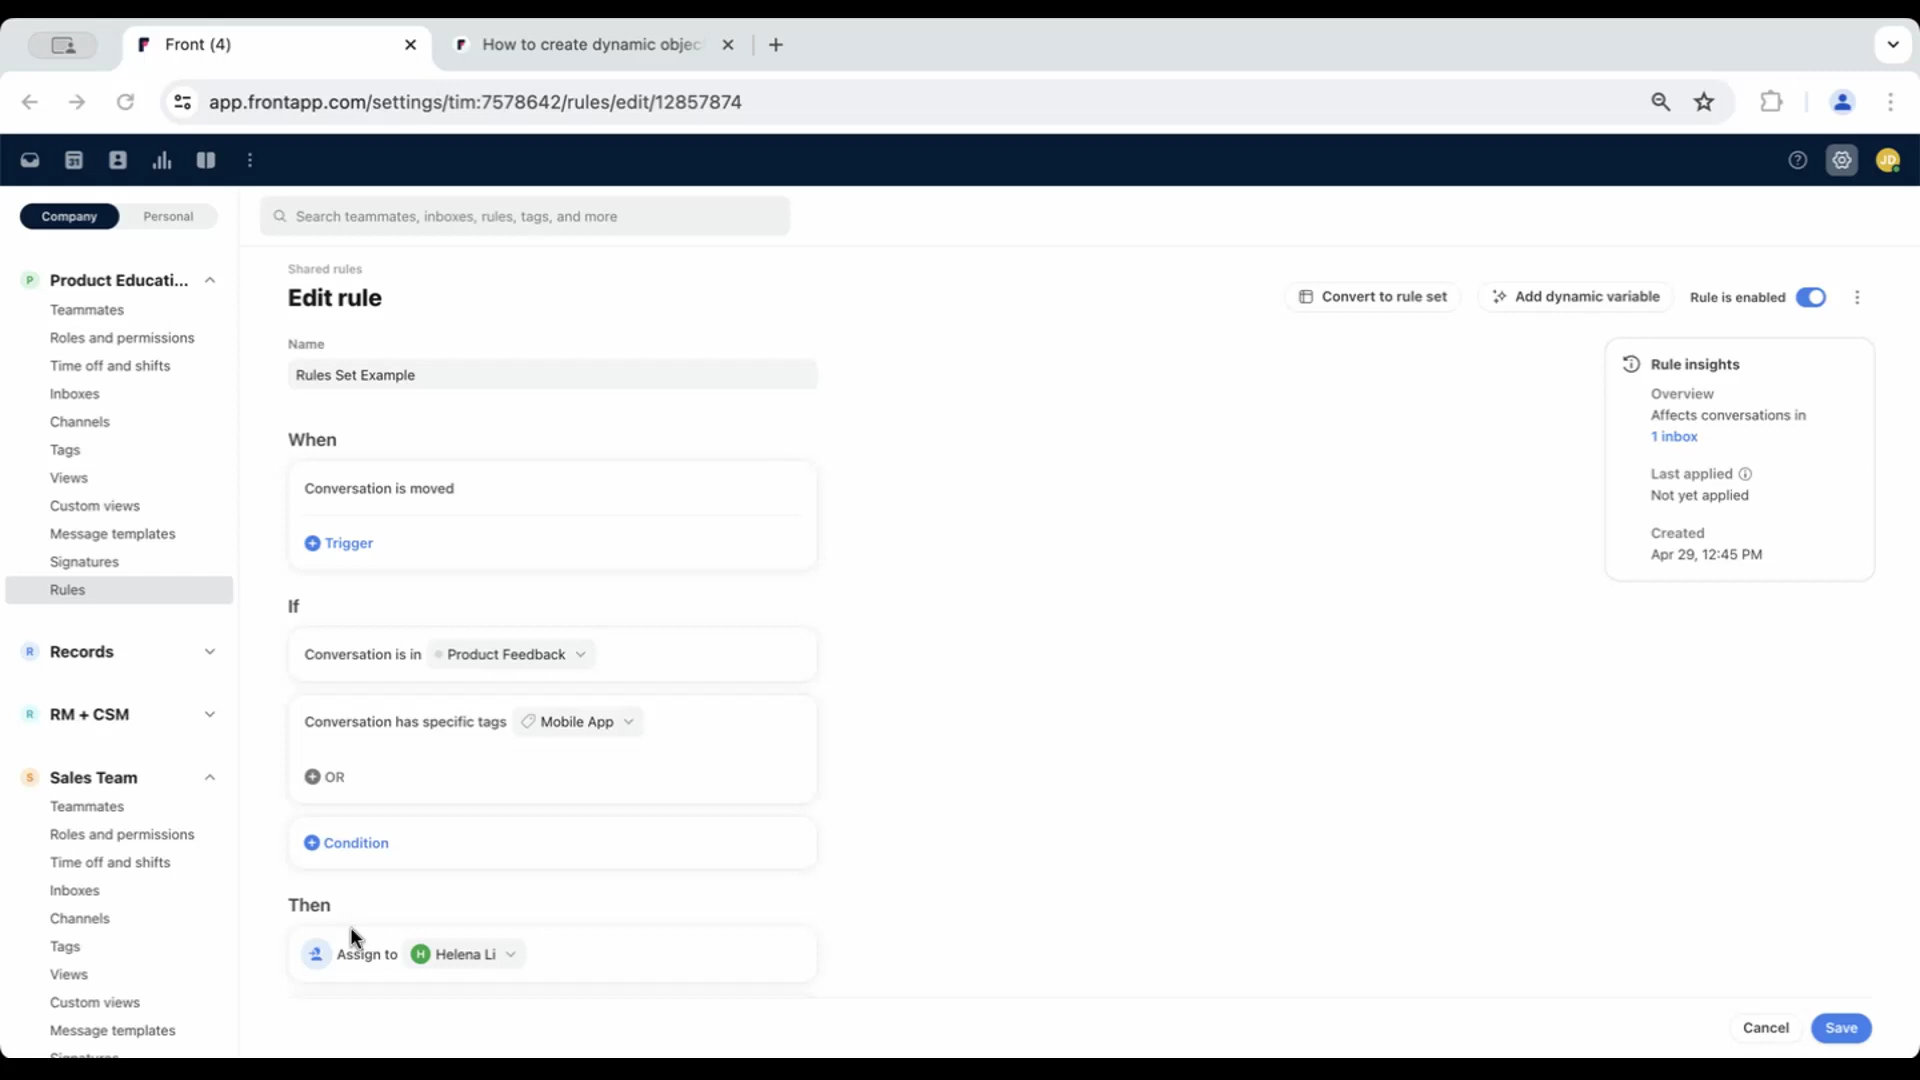 Front (4)
How to create dynamic objec
app.frontapp.com/settings/tim:7578642/rules/edit/12857874
31
JD
Company
Personal
Search teammates, inboxes, rules, tags, and more
P Product Educati...
Teammates
Roles and permissions
Time off and shifts
Inboxes
Channels
Tags
Views
Custom views
Message templates
Signatures
Rules
R Records
R RM + CSM
S Sales Team
Teammates
Roles and permissions
Time off and shifts
Inboxes
Channels
Tags
Views
Custom views
Message templates
Signatures
Shared rules
Edit rule
Convert to rule set
Add dynamic variable
Rule is enabled
Name
Rules Set Example
When
Conversation is moved
Trigger
If
Conversation is in Product Feedback
Conversation has specific tags Mobile App
OR
Condition
Then
Assign to H Helena Li
Rule insights
Overview
Affects conversations in
1 inbox
Last applied
Not yet applied
Created
Apr 29, 12:45 PM
Cancel
Save